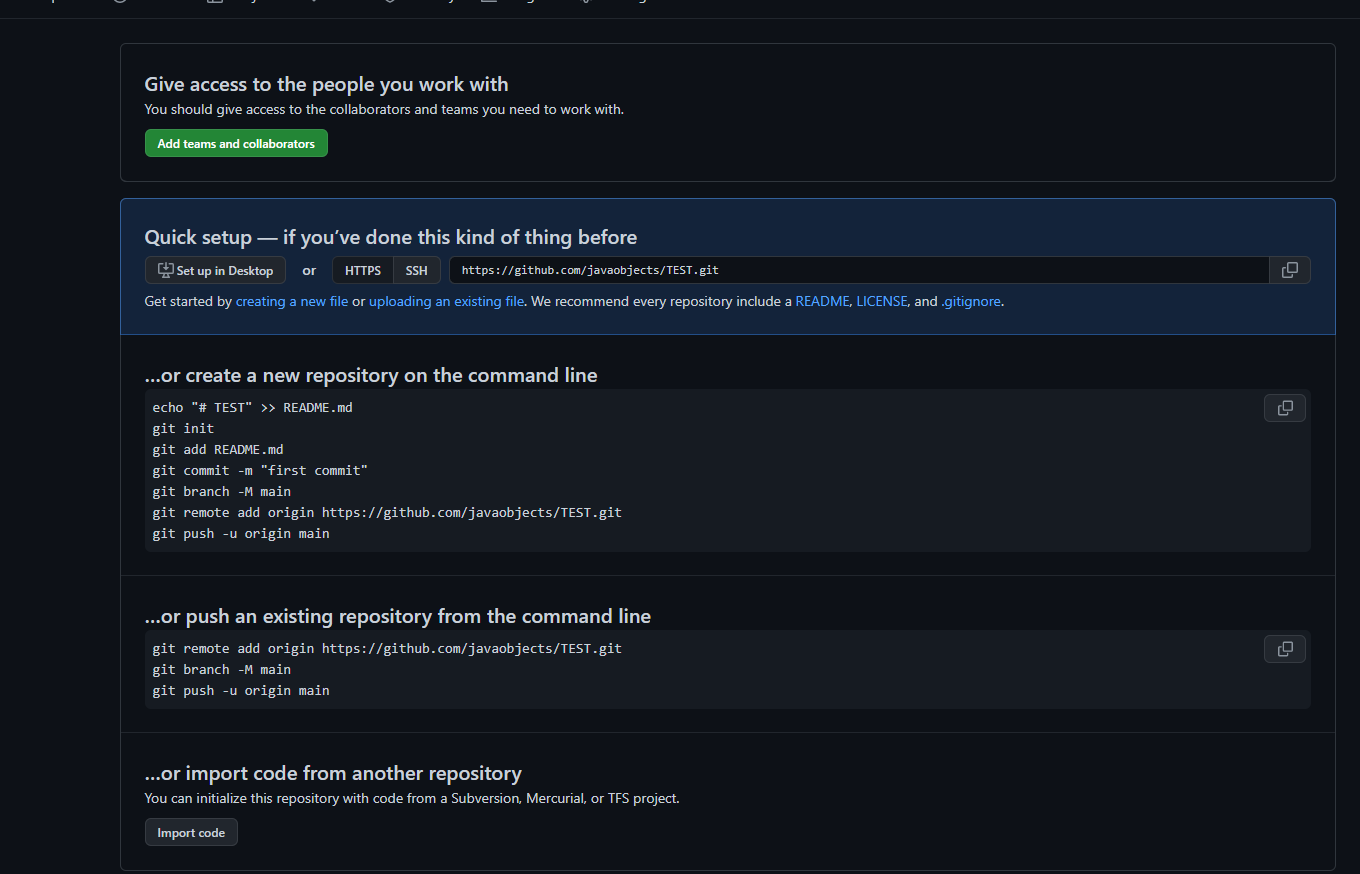 Give access to the people you work with
You should give access to the collaborators and teams you need to work with.
Add teams and collaborators
Quick setup — if you’ve done this kind of thing before
Set up in Desktop or HTTPS SSH https://github.com/javaobjects/TEST.git
Get started by creating a new file or uploading an existing file. We recommend every repository include a README, LICENSE, and .gitignore.
…or create a new repository on the command line
echo "# TEST" >> README.md
git init
git add README.md
git commit -m "first commit"
git branch -M main
git remote add origin https://github.com/javaobjects/TEST.git
git push -u origin main
…or push an existing repository from the command line
git remote add origin https://github.com/javaobjects/TEST.git
git branch -M main
git push -u origin main
…or import code from another repository
You can initialize this repository with code from a Subversion, Mercurial, or TFS project.
Import code